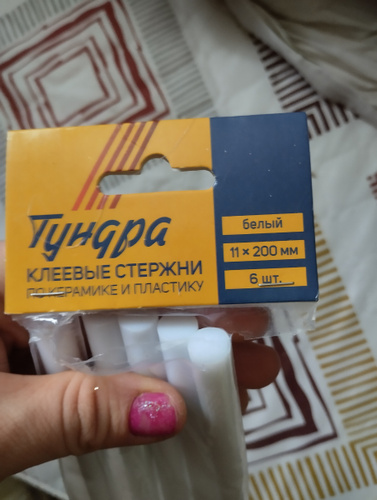 Тундра
КЛЕЕВЫЕ СТЕРЖНИ
ПО КЕРАМИКЕ И ПЛАСТИКУ
белый
11 × 200 мм
6 шт.